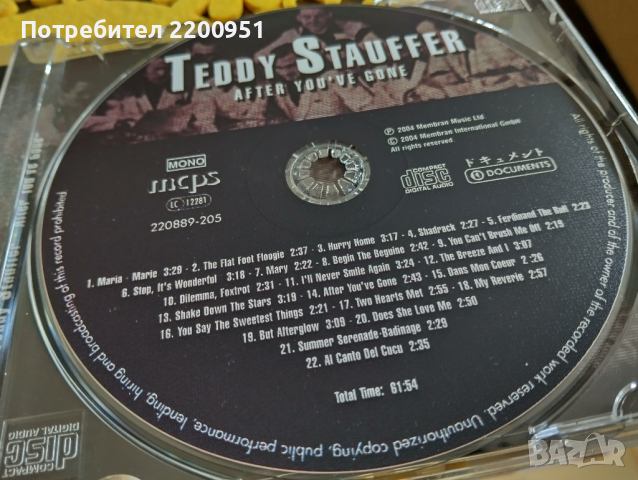 Потребител 2200951
TEDDY STAUFFER
AFTER YOU'VE GONE
℗ 2004 Membran Music Ltd
© 2004 Membran International GmbH
All rights reserved
MONO
mcps
LC 12281
220889-205
COMPACT
disc
DIGITAL AUDIO
ドキュメント
DOCUMENTS
1. Maria - Marie 3:29 - 2. The Flat Foot Floogie 2:37 - 3. Hurry Home 3:17 - 4. Shadrack 2:27 - 5. Ferdinand The Bull 2:23
6. Stop, It's Wonderful 3:18 - 7. Mary 2:22 - 8. Begin The Beguine 2:42 - 9. You Can't Brush Me Off 2:19
10. Dilemma, Foxtrot 2:31 - 11. I'll Never Smile Again 3:24 - 12. The Breeze And I 3:07
13. Shake Down The Stars 3:19 - 14. After You've Gone 2:43 - 15. Dans Mon Coeur 2:26
16. You Say The Sweetest Things 2:21 - 17. Two Hearts Met 2:55 - 18. My Reverie 2:57
19. But Afterglow 3:09 - 20. Does She Love Me 2:50
21. Summer Serenade-Badinage 2:29
22. Al Canto Del Cucu 2:35
Total Time: 61:54
All rights of the producer and of the owner of the recorded work reserved. Unauthorized copying, public performance, lending, hiring and broadcasting of this record prohibited
COMPACT
disc
DIGITAL AUDIO
BAZAR
bg